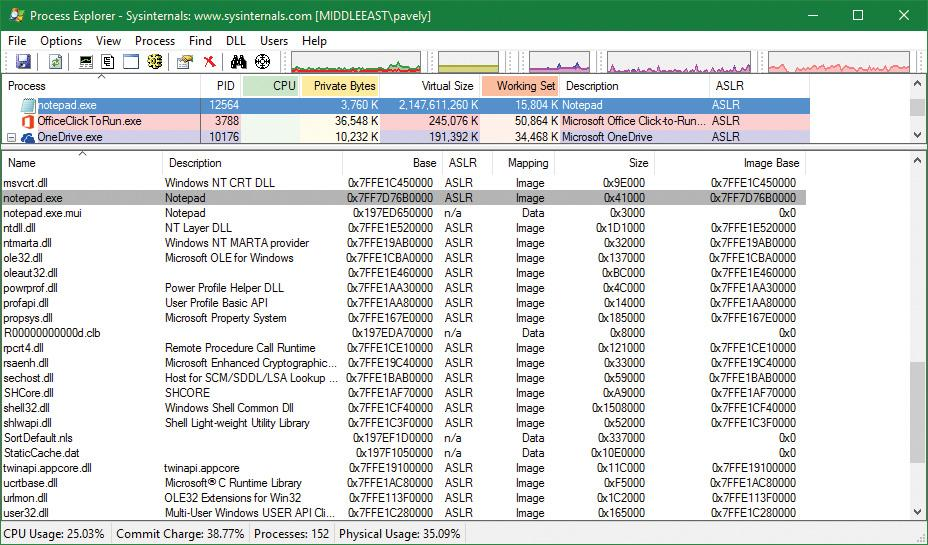 Process Explorer - Sysinternals: www.sysinternals.com [MIDDLEEAST\pavely]
File Options View Process Find DLL Users Help
Process PID CPU Private Bytes Virtual Size Working Set Description ASLR
notepad.exe 12564 3,760 K 2,147,611,260 K 15,804 K Notepad ASLR
OfficeClickToRun.exe 3788 36,548 K 245,076 K 50,864 K Microsoft Office Click-to-Run... ASLR
OneDrive.exe 10176 10,232 K 191,392 K 34,468 K Microsoft OneDrive ASLR
Name Description Base ASLR Mapping Size Image Base
msvcrt.dll Windows NT CRT DLL 0x7FFE1C450000 ASLR Image 0x9E000 0x7FFE1C450000
notepad.exe Notepad 0x7FF7D76B0000 ASLR Image 0x41000 0x7FF7D76B0000
notepad.exe.mui Notepad 0x197ED650000 n/a Data 0x3000 0x0
ntdll.dll NT Layer DLL 0x7FFE1E520000 ASLR Image 0x1D1000 0x7FFE1E520000
ntmarta.dll Windows NT MARTA provider 0x7FFE19AB0000 ASLR Image 0x32000 0x7FFE19AB0000
ole32.dll Microsoft OLE for Windows 0x7FFE1CBA0000 ASLR Image 0x137000 0x7FFE1CBA0000
oleaut32.dll 0x7FFE1E460000 ASLR Image 0xBC000 0x7FFE1E460000
powrprof.dll Power Profile Helper DLL 0x7FFE1AA30000 ASLR Image 0x4C000 0x7FFE1AA30000
profapi.dll User Profile Basic API 0x7FFE1AA80000 ASLR Image 0x14000 0x7FFE1AA80000
propsys.dll Microsoft Property System 0x7FFE167E0000 ASLR Image 0x185000 0x7FFE167E0000
R00000000000d.clb 0x197EDA70000 n/a Data 0x8000 0x0
rpcrt4.dll Remote Procedure Call Runtime 0x7FFE1CE10000 ASLR Image 0x121000 0x7FFE1CE10000
rsaenh.dll Microsoft Enhanced Cryptographic... 0x7FFE19C40000 ASLR Image 0x33000 0x7FFE19C40000
sechost.dll Host for SCM/SDDL/LSA Lookup ... 0x7FFE1BAB0000 ASLR Image 0x59000 0x7FFE1BAB0000
SHCore.dll SHCORE 0x7FFE1AF70000 ASLR Image 0xA9000 0x7FFE1AF70000
shell32.dll Windows Shell Common Dll 0x7FFE1CF40000 ASLR Image 0x1508000 0x7FFE1CF40000
shlwapi.dll Shell Light-weight Utility Library 0x7FFE1C3F0000 ASLR Image 0x52000 0x7FFE1C3F0000
SortDefault.nls 0x197EF1D0000 n/a Data 0x337000 0x0
StaticCache.dat 0x197F1050000 n/a Data 0x10E0000 0x0
twinapi.appcore.dll twinapi.appcore 0x7FFE19100000 ASLR Image 0x11C000 0x7FFE19100000
ucrtbase.dll Microsoft® C Runtime Library 0x7FFE1AC80000 ASLR Image 0xF5000 0x7FFE1AC80000
urlmon.dll OLE32 Extensions for Win32 0x7FFE113F0000 ASLR Image 0x1C2000 0x7FFE113F0000
user32.dll Multi-User Windows USER API Cli... 0x7FFE1C280000 ASLR Image 0x165000 0x7FFE1C280000
CPU Usage: 25.03% Commit Charge: 38.77% Processes: 152 Physical Usage: 35.09%